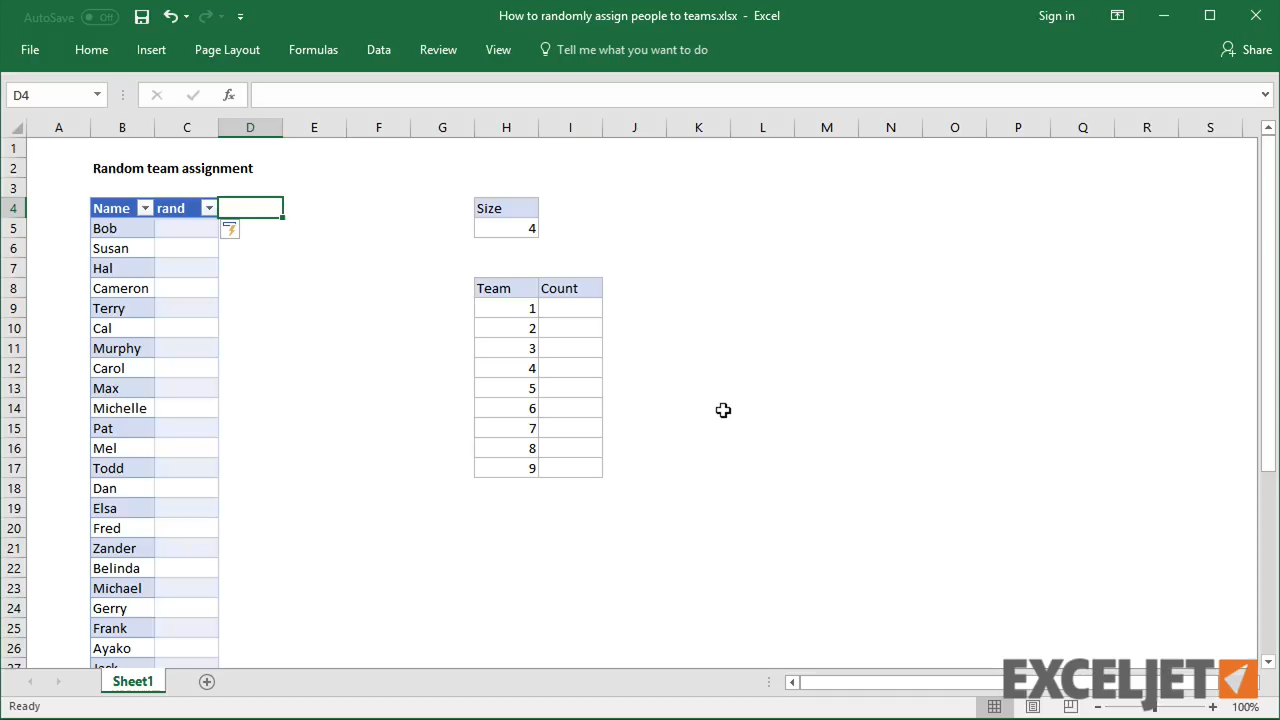 AutoSave Off How to randomly assign people to teams.xlsx - Excel Sign in
File Home Insert Page Layout Formulas Data Review View Tell me what you want to do Share
D4 fx
A B C D E F G H I J K L M N O P Q R S
1
2 Random team assignment
3
4 Name rand Size
5 Bob 4
6 Susan
7 Hal
8 Cameron Team Count
9 Terry 1
10 Cal 2
11 Murphy 3
12 Carol 4
13 Max 5
14 Michelle 6
15 Pat 7
16 Mel 8
17 Todd 9
18 Dan
19 Elsa
20 Fred
21 Zander
22 Belinda
23 Michael
24 Gerry
25 Frank
26 Ayako
27 Jack
Sheet1
EXCELJET
Ready 100%